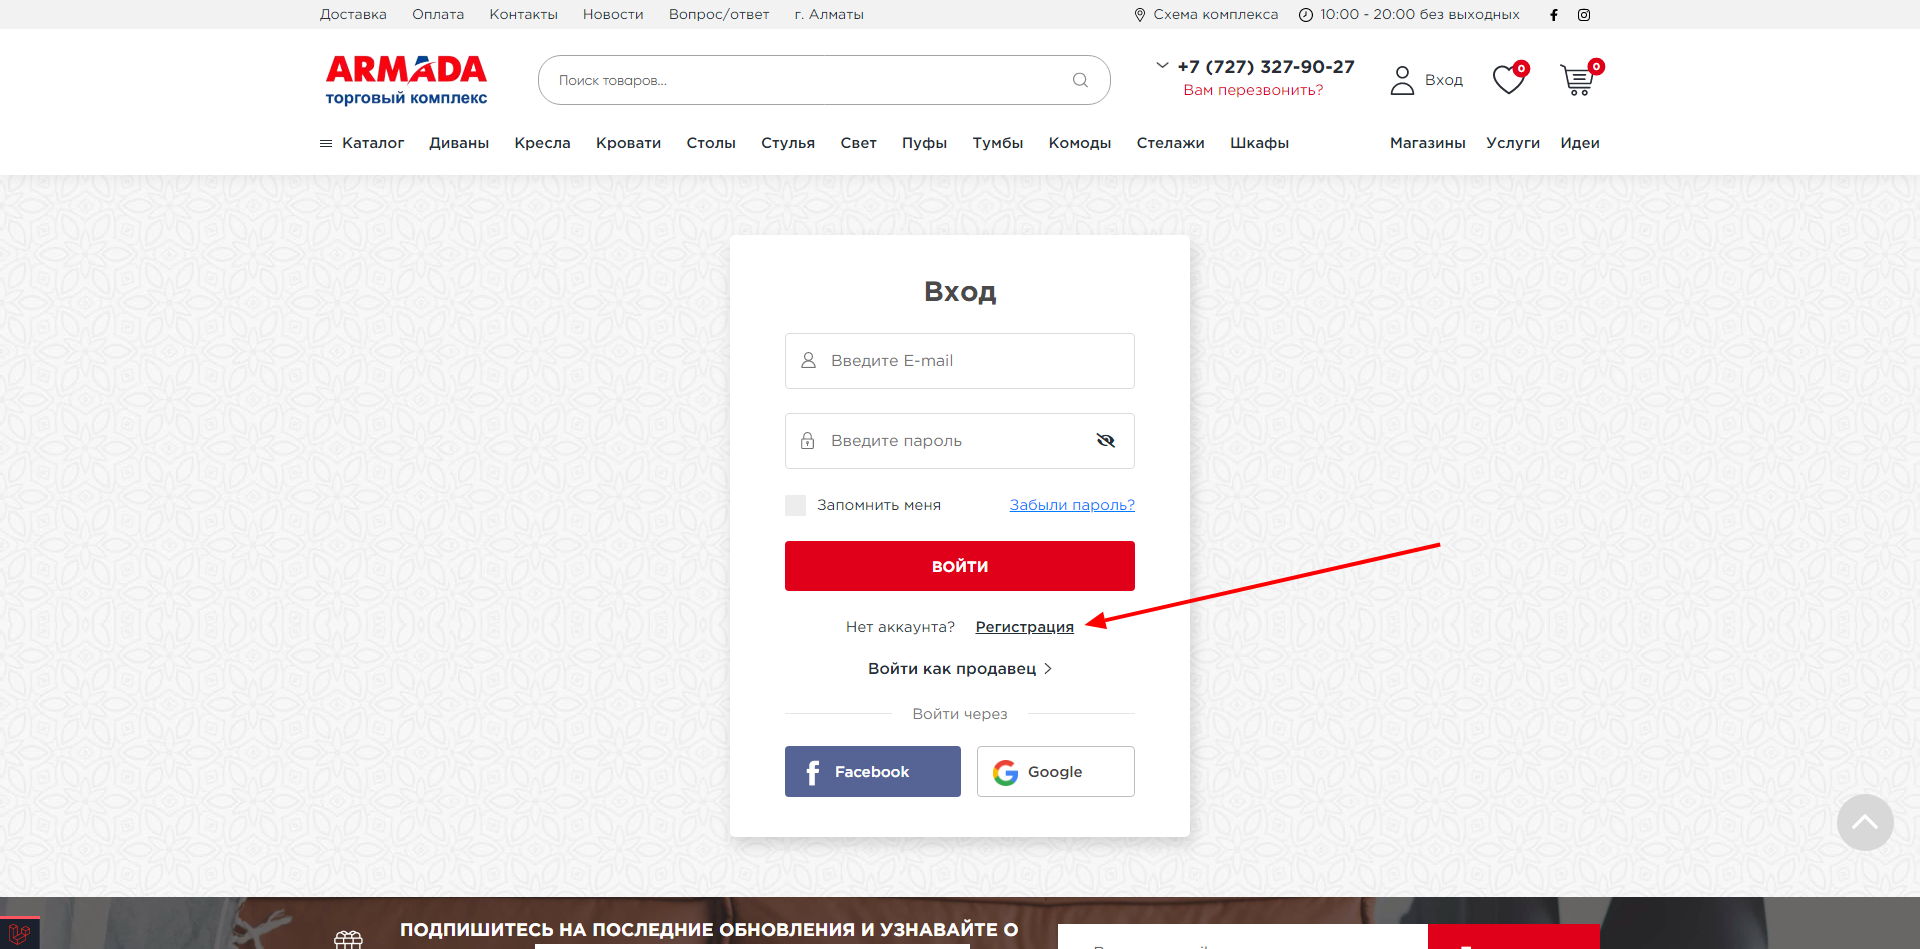 Доставка Оплата Контакты Новости Вопрос/ответ г. Алматы Схема комплекса 10:00 - 20:00 без выходных
ARMADA
торговый комплекс
Поиск товаров...
+7 (727) 327-90-27
Вам перезвонить?
Вход
0
0
Каталог Диваны Кресла Кровати Столы Стулья Свет Пуфы Тумбы Комоды Стелажи Шкафы Магазины Услуги Идеи
Вход
Введите E-mail
Введите пароль
Запомнить меня Забыли пароль?
ВОЙТИ
Нет аккаунта? Регистрация
Войти как продавец
Войти через
Facebook Google
ПОДПИШИТЕСЬ НА ПОСЛЕДНИЕ ОБНОВЛЕНИЯ И УЗНАВАЙТЕ О